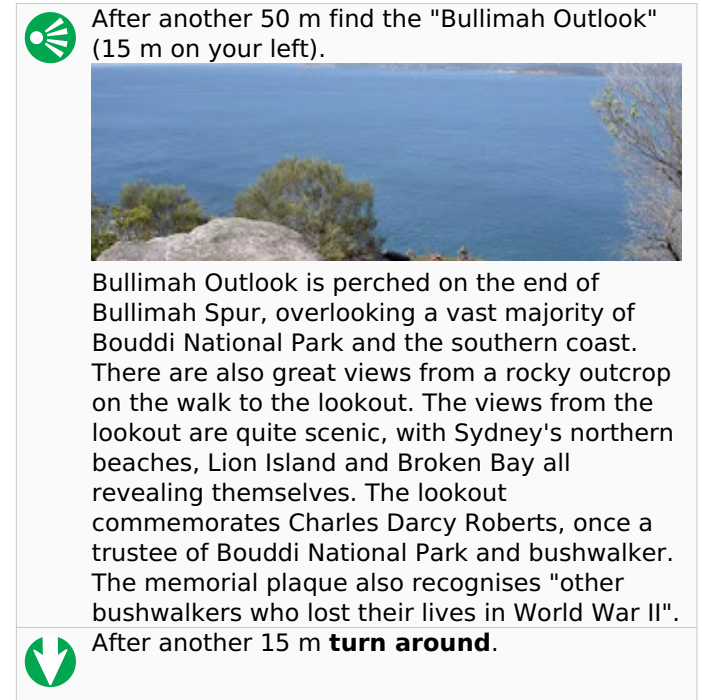 After another 50 m find the "Bullimah Outlook"
(15 m on your left).
Bullimah Outlook is perched on the end of
Bullimah Spur, overlooking a vast majority of
Bouddi National Park and the southern coast.
There are also great views from a rocky outcrop
on the walk to the lookout. The views from the
lookout are quite scenic, with Sydney's northern
beaches, Lion Island and Broken Bay all
revealing themselves. The lookout
commemorates Charles Darcy Roberts, once a
trustee of Bouddi National Park and bushwalker.
The memorial plaque also recognises "other
bushwalkers who lost their lives in World War II".
After another 15 m turn around.